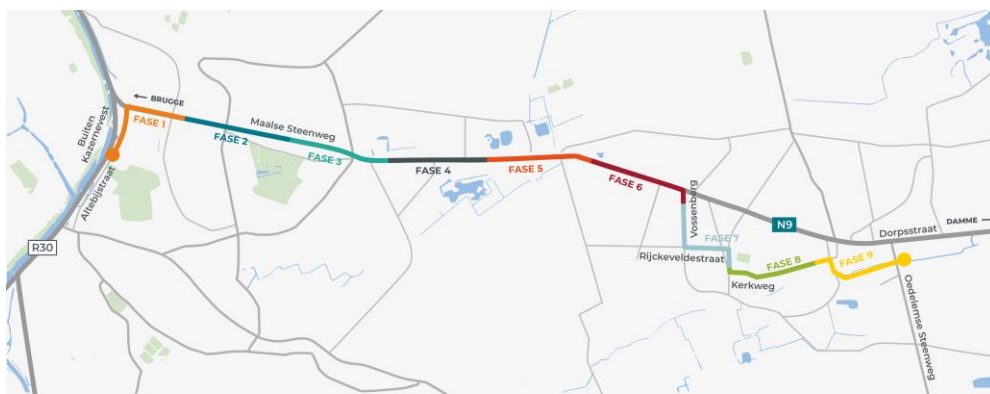 ← BRUGGE
FASE 1
Buiten
Kazernevest
Altebijstraat
R30
Maalse Steenweg
FASE 2
FASE 3
FASE 4
FASE 5
FASE 6
Vossenberg
N9
DAMME →
Dorpsstraat
FASE 7
Rijckeveldestraat
FASE 8
Kerkweg
FASE 9
Oedelemse Steenweg